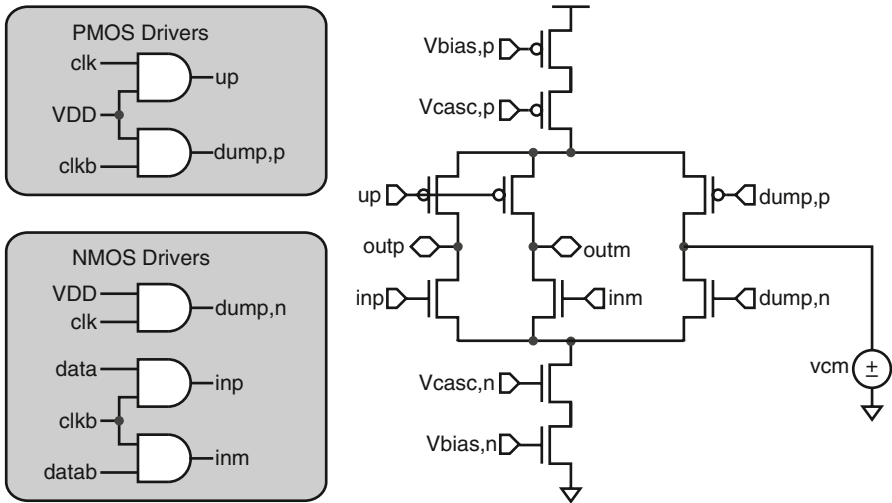 PMOS Drivers
clk
up
VDD
clkb
dump,p
NMOS Drivers
VDD
dump,n
clk
data
inp
clkb
datab
inm
Vbias,p
Vcasc,p
up
dump,p
outp
outm
inp
inm
dump,n
Vcasc,n
vcm
±
Vbias,n